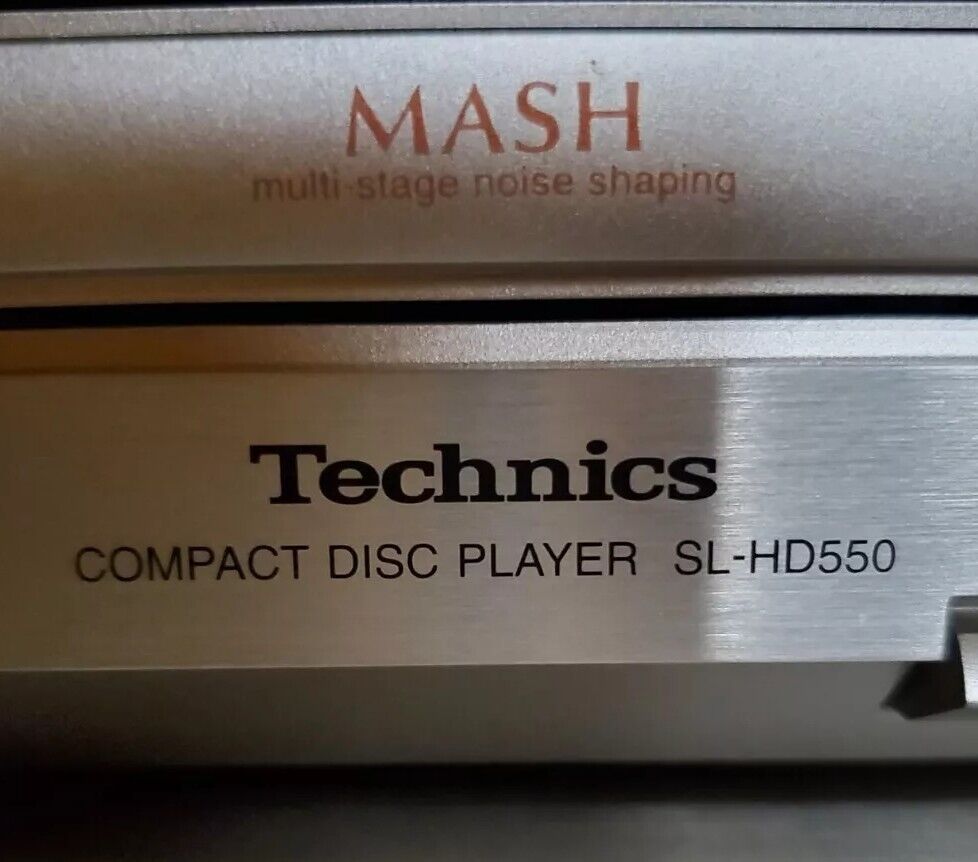 MASH
multi-stage noise shaping
Technics
COMPACT DISC PLAYER SL-HD550